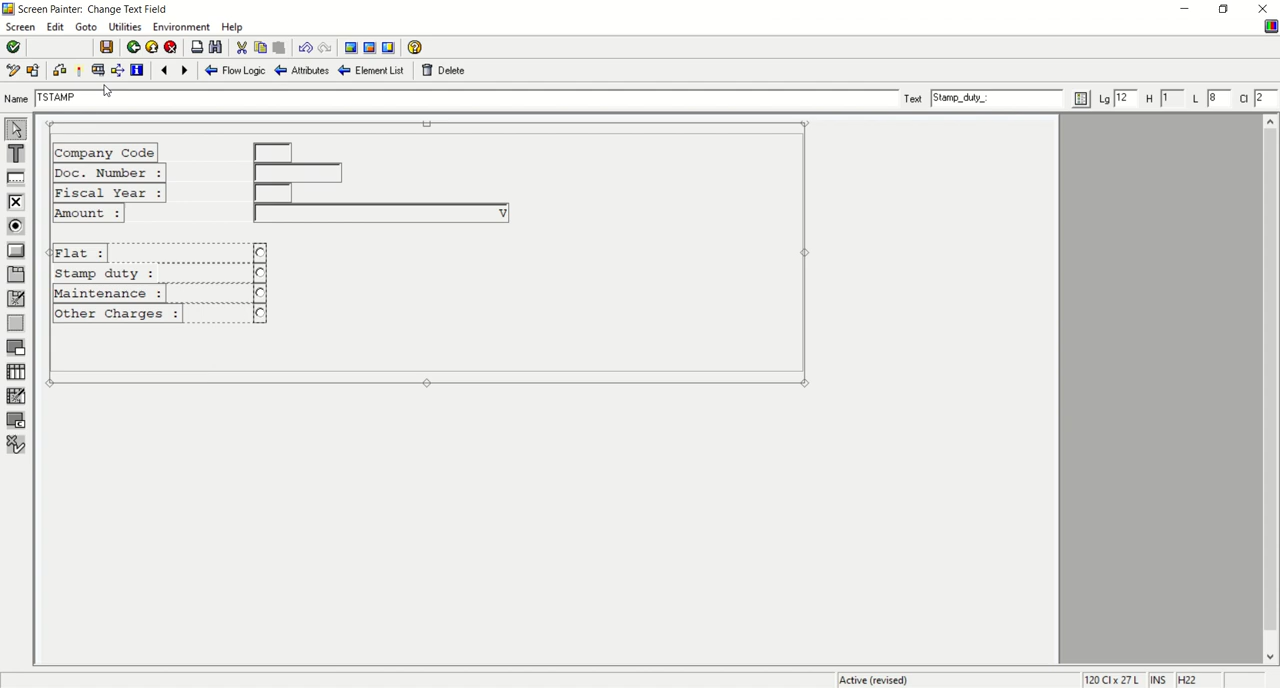 Screen Painter: Change Text Field
Screen Edit Goto Utilities Environment Help
Flow Logic Attributes Element List Delete
Name TSTAMP Text Stamp_duty_: Lg 12 H 1 L 8 Cl 2
Company Code
Doc. Number :
Fiscal Year :
Amount : V
Flat :
Stamp duty :
Maintenance :
Other Charges :
Active (revised) 120 Cl x 27 L INS H22